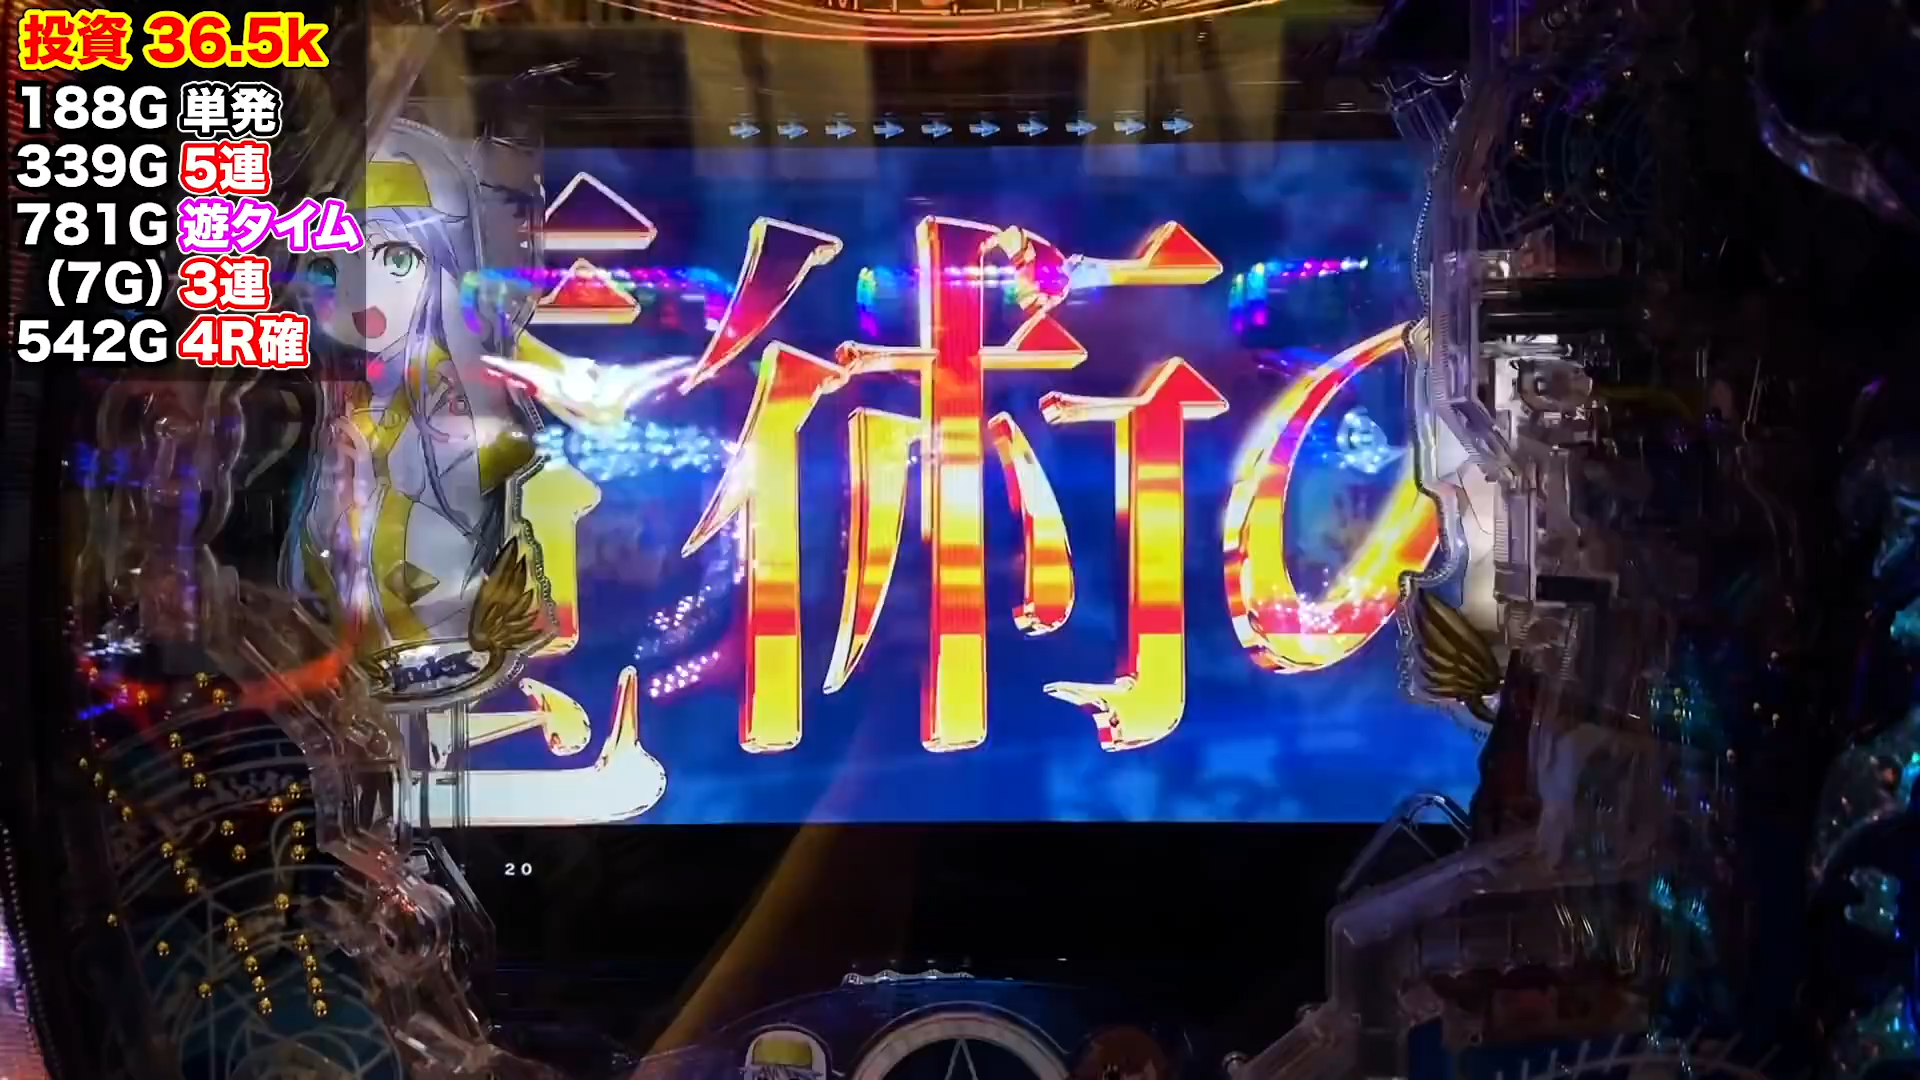 投資 36.5k
188G 単発
339G 5連
781G 遊タイム
(7G) 3連
542G 4R確
術の
20
index